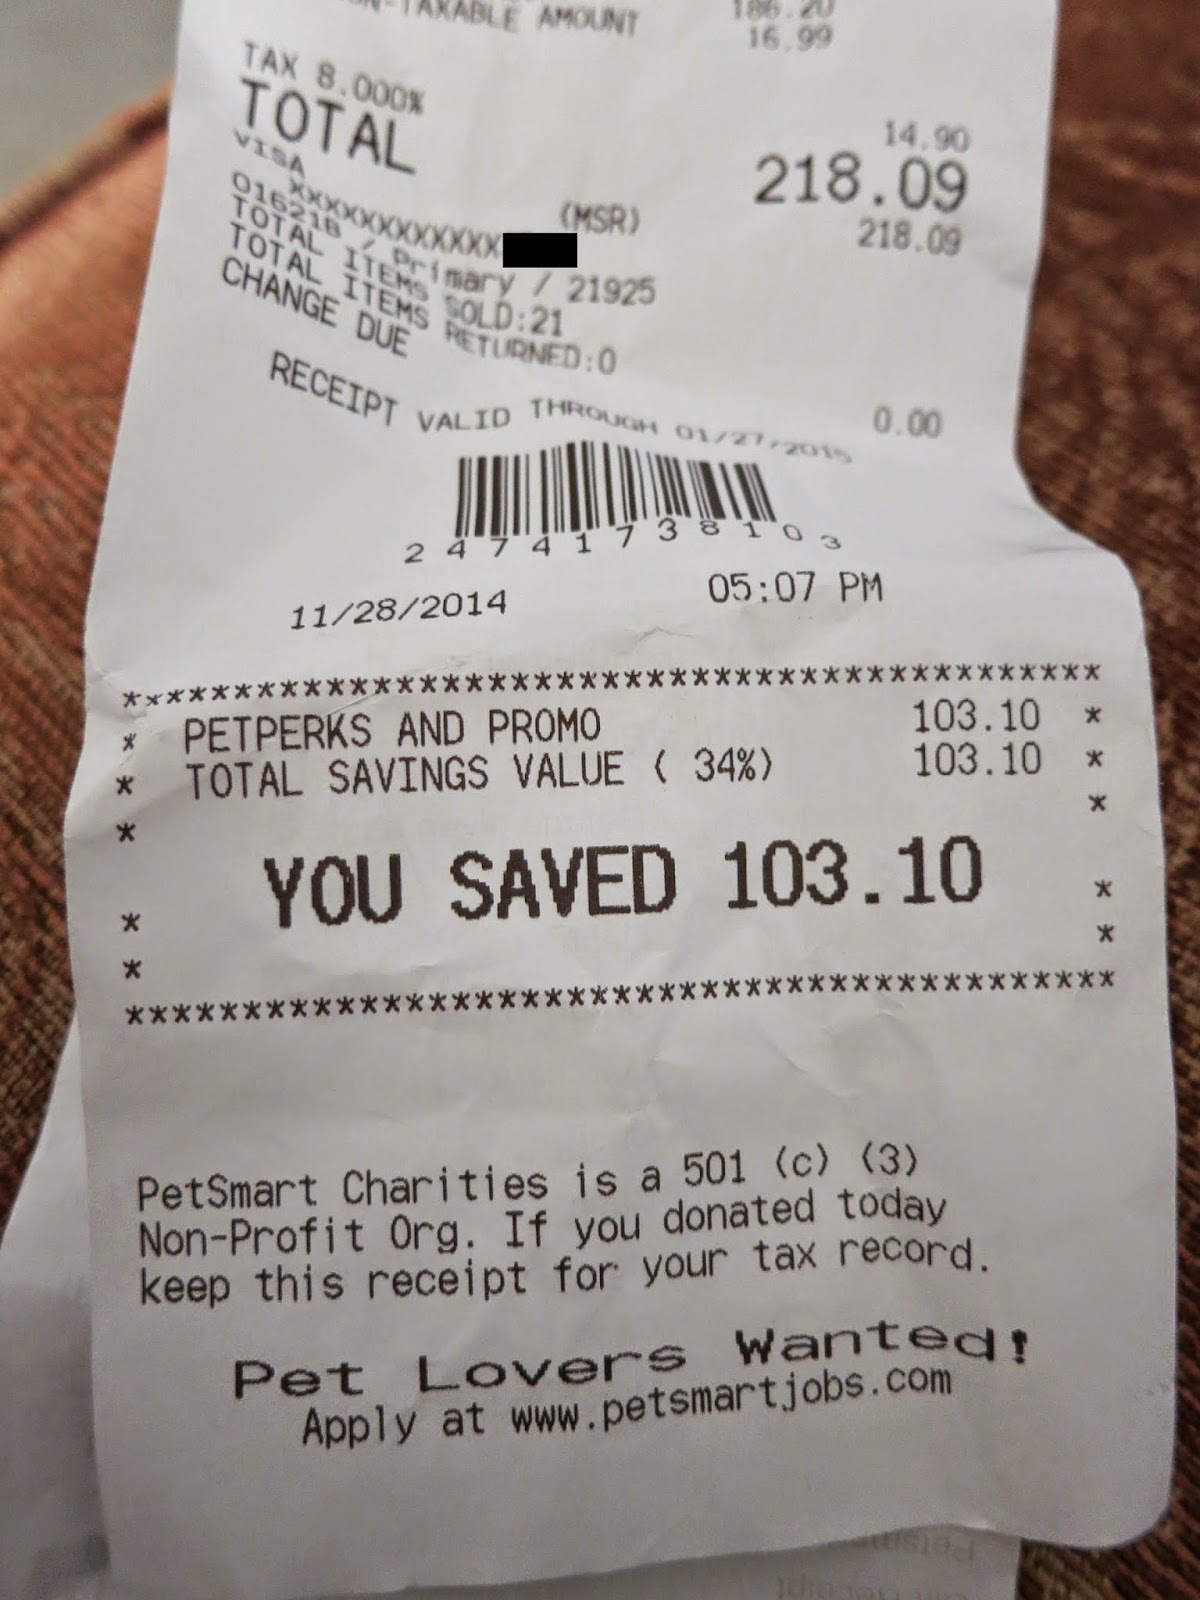 -TAXABLE AMOUNT 186.20
16.99
TAX 8.000% 14.90
TOTAL 218.09
VISA 218.09
XXXXXXXXXXXX (MSR)
016216 / Primary / 21925
TOTAL ITEMS SOLD:21
TOTAL ITEMS RETURNED:0
CHANGE DUE 0.00
RECEIPT VALID THROUGH 01/27/2015
2 4 7 4 1 7 3 8 1 0 3
11/28/2014 05:07 PM
********************************************
* PETPERKS AND PROMO 103.10 *
* TOTAL SAVINGS VALUE ( 34%) 103.10 *
* *
YOU SAVED 103.10
* *
* *
********************************************
PetSmart Charities is a 501 (c) (3)
Non-Profit Org. If you donated today
keep this receipt for your tax record.
Pet Lovers Wanted!
Apply at www.petsmartjobs.com